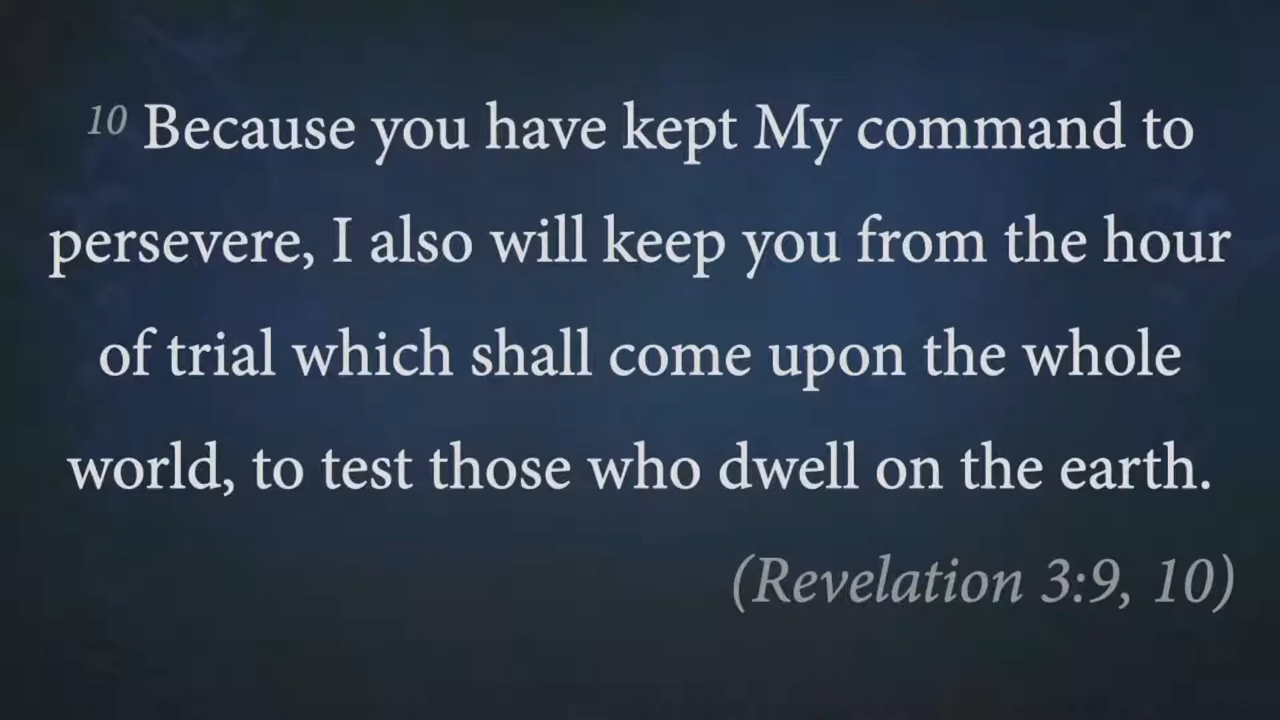 10 Because you have kept My command to
persevere, I also will keep you from the hour
of trial which shall come upon the whole
world, to test those who dwell on the earth.
(Revelation 3:9, 10)